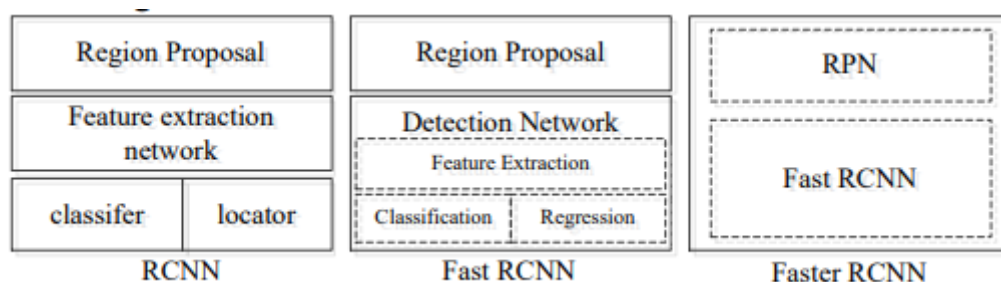 Region Proposal
Feature extraction
network
classifer
locator
RCNN
Region Proposal
Detection Network
Feature Extraction
Classification
Regression
Fast RCNN
RPN
Fast RCNN
Faster RCNN